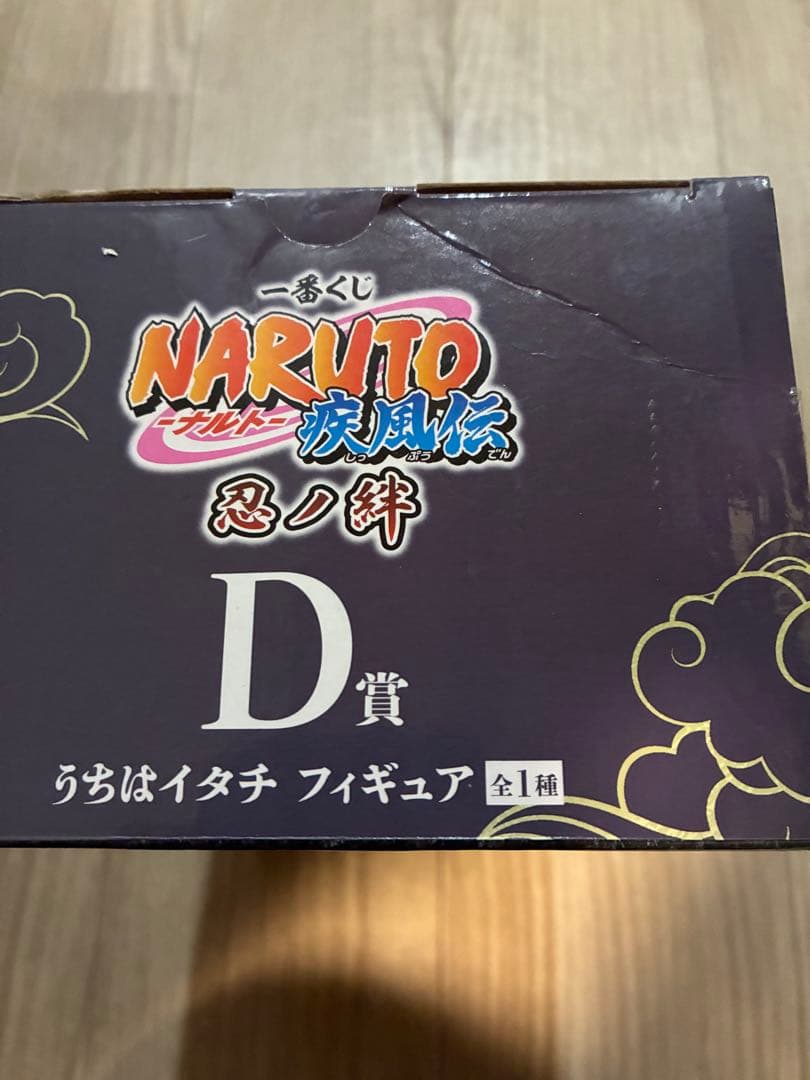 一番くじ
NARUTO
-ナルト-
疾風伝
しっ ぷう でん
忍ノ絆
D賞
うちはイタチ フィギュア 全1種